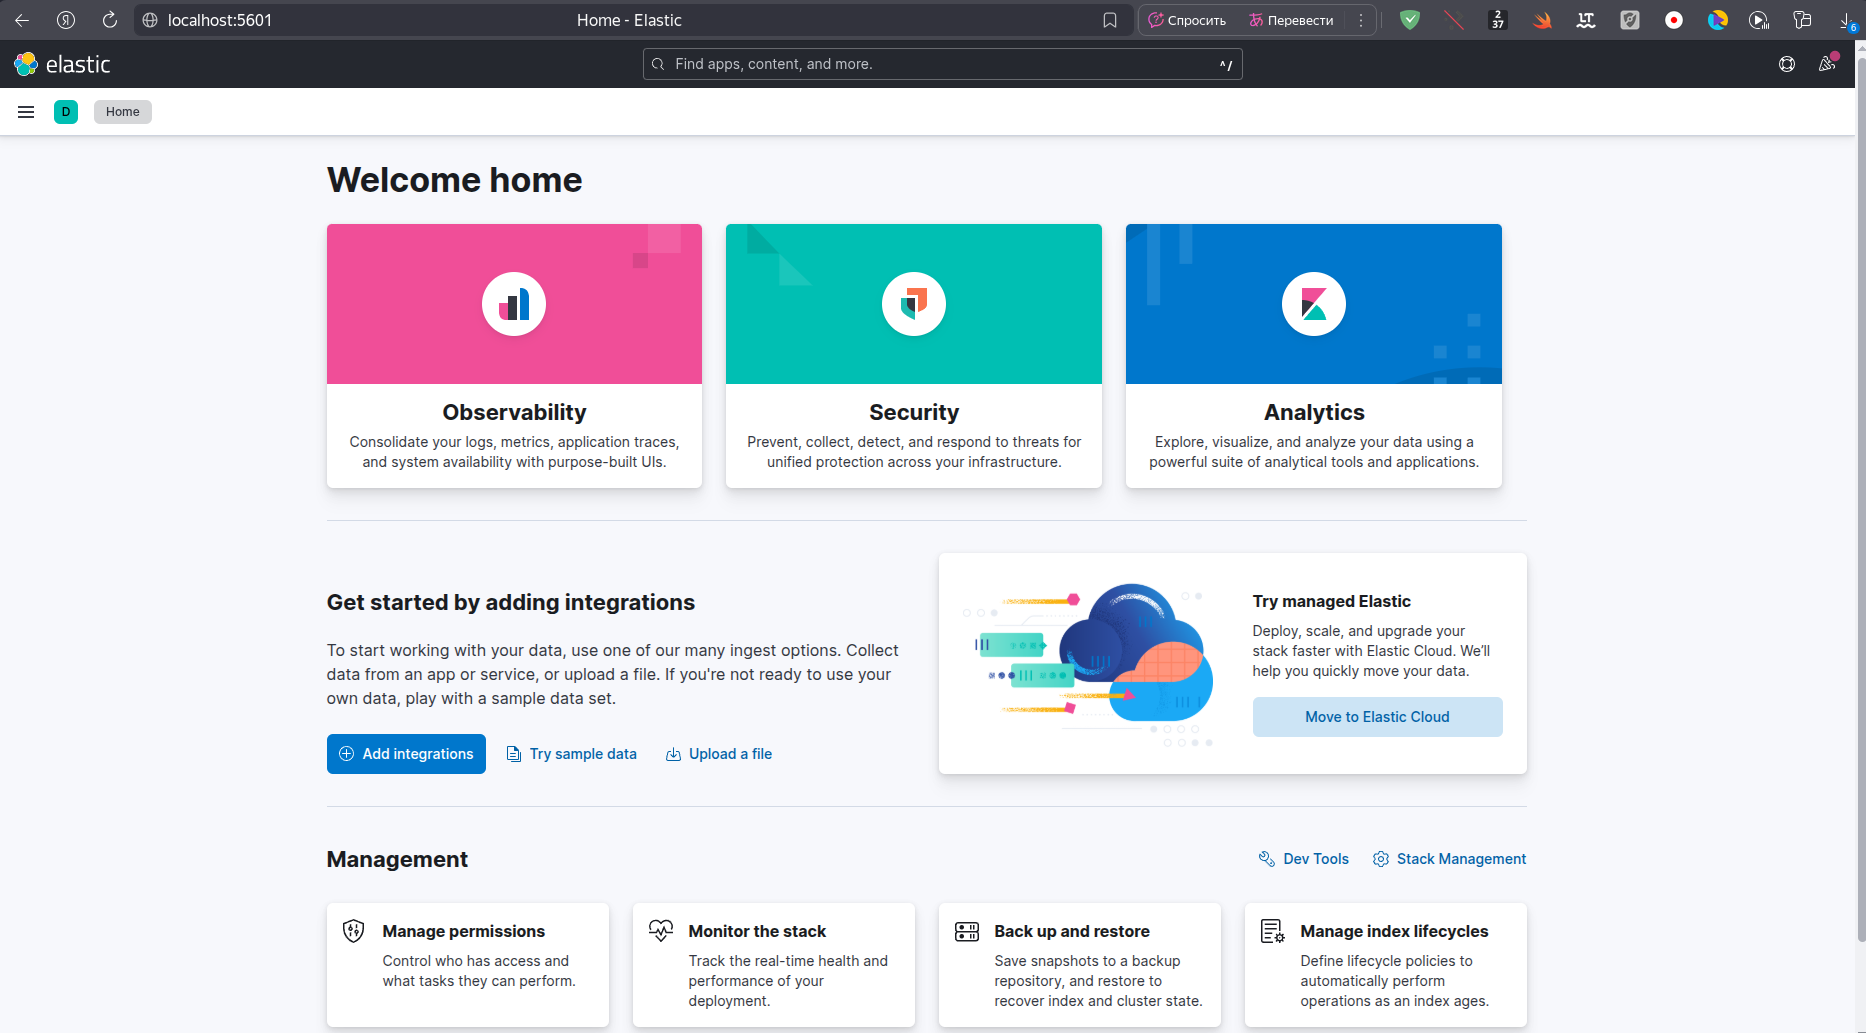 localhost:5601
Home - Elastic
Спросить
Перевести
2
37
6
elastic
Find apps, content, and more.
^/
D
Home
Welcome home
Observability
Consolidate your logs, metrics, application traces,
and system availability with purpose-built UIs.
Security
Prevent, collect, detect, and respond to threats for
unified protection across your infrastructure.
Analytics
Explore, visualize, and analyze your data using a
powerful suite of analytical tools and applications.
Get started by adding integrations
To start working with your data, use one of our many ingest options. Collect
data from an app or service, or upload a file. If you're not ready to use your
own data, play with a sample data set.
Add integrations
Try sample data
Upload a file
Try managed Elastic
Deploy, scale, and upgrade your
stack faster with Elastic Cloud. We’ll
help you quickly move your data.
Move to Elastic Cloud
Management
Dev Tools
Stack Management
Manage permissions
Control who has access and
what tasks they can perform.
Monitor the stack
Track the real-time health and
performance of your
deployment.
Back up and restore
Save snapshots to a backup
repository, and restore to
recover index and cluster state.
Manage index lifecycles
Define lifecycle policies to
automatically perform
operations as an index ages.